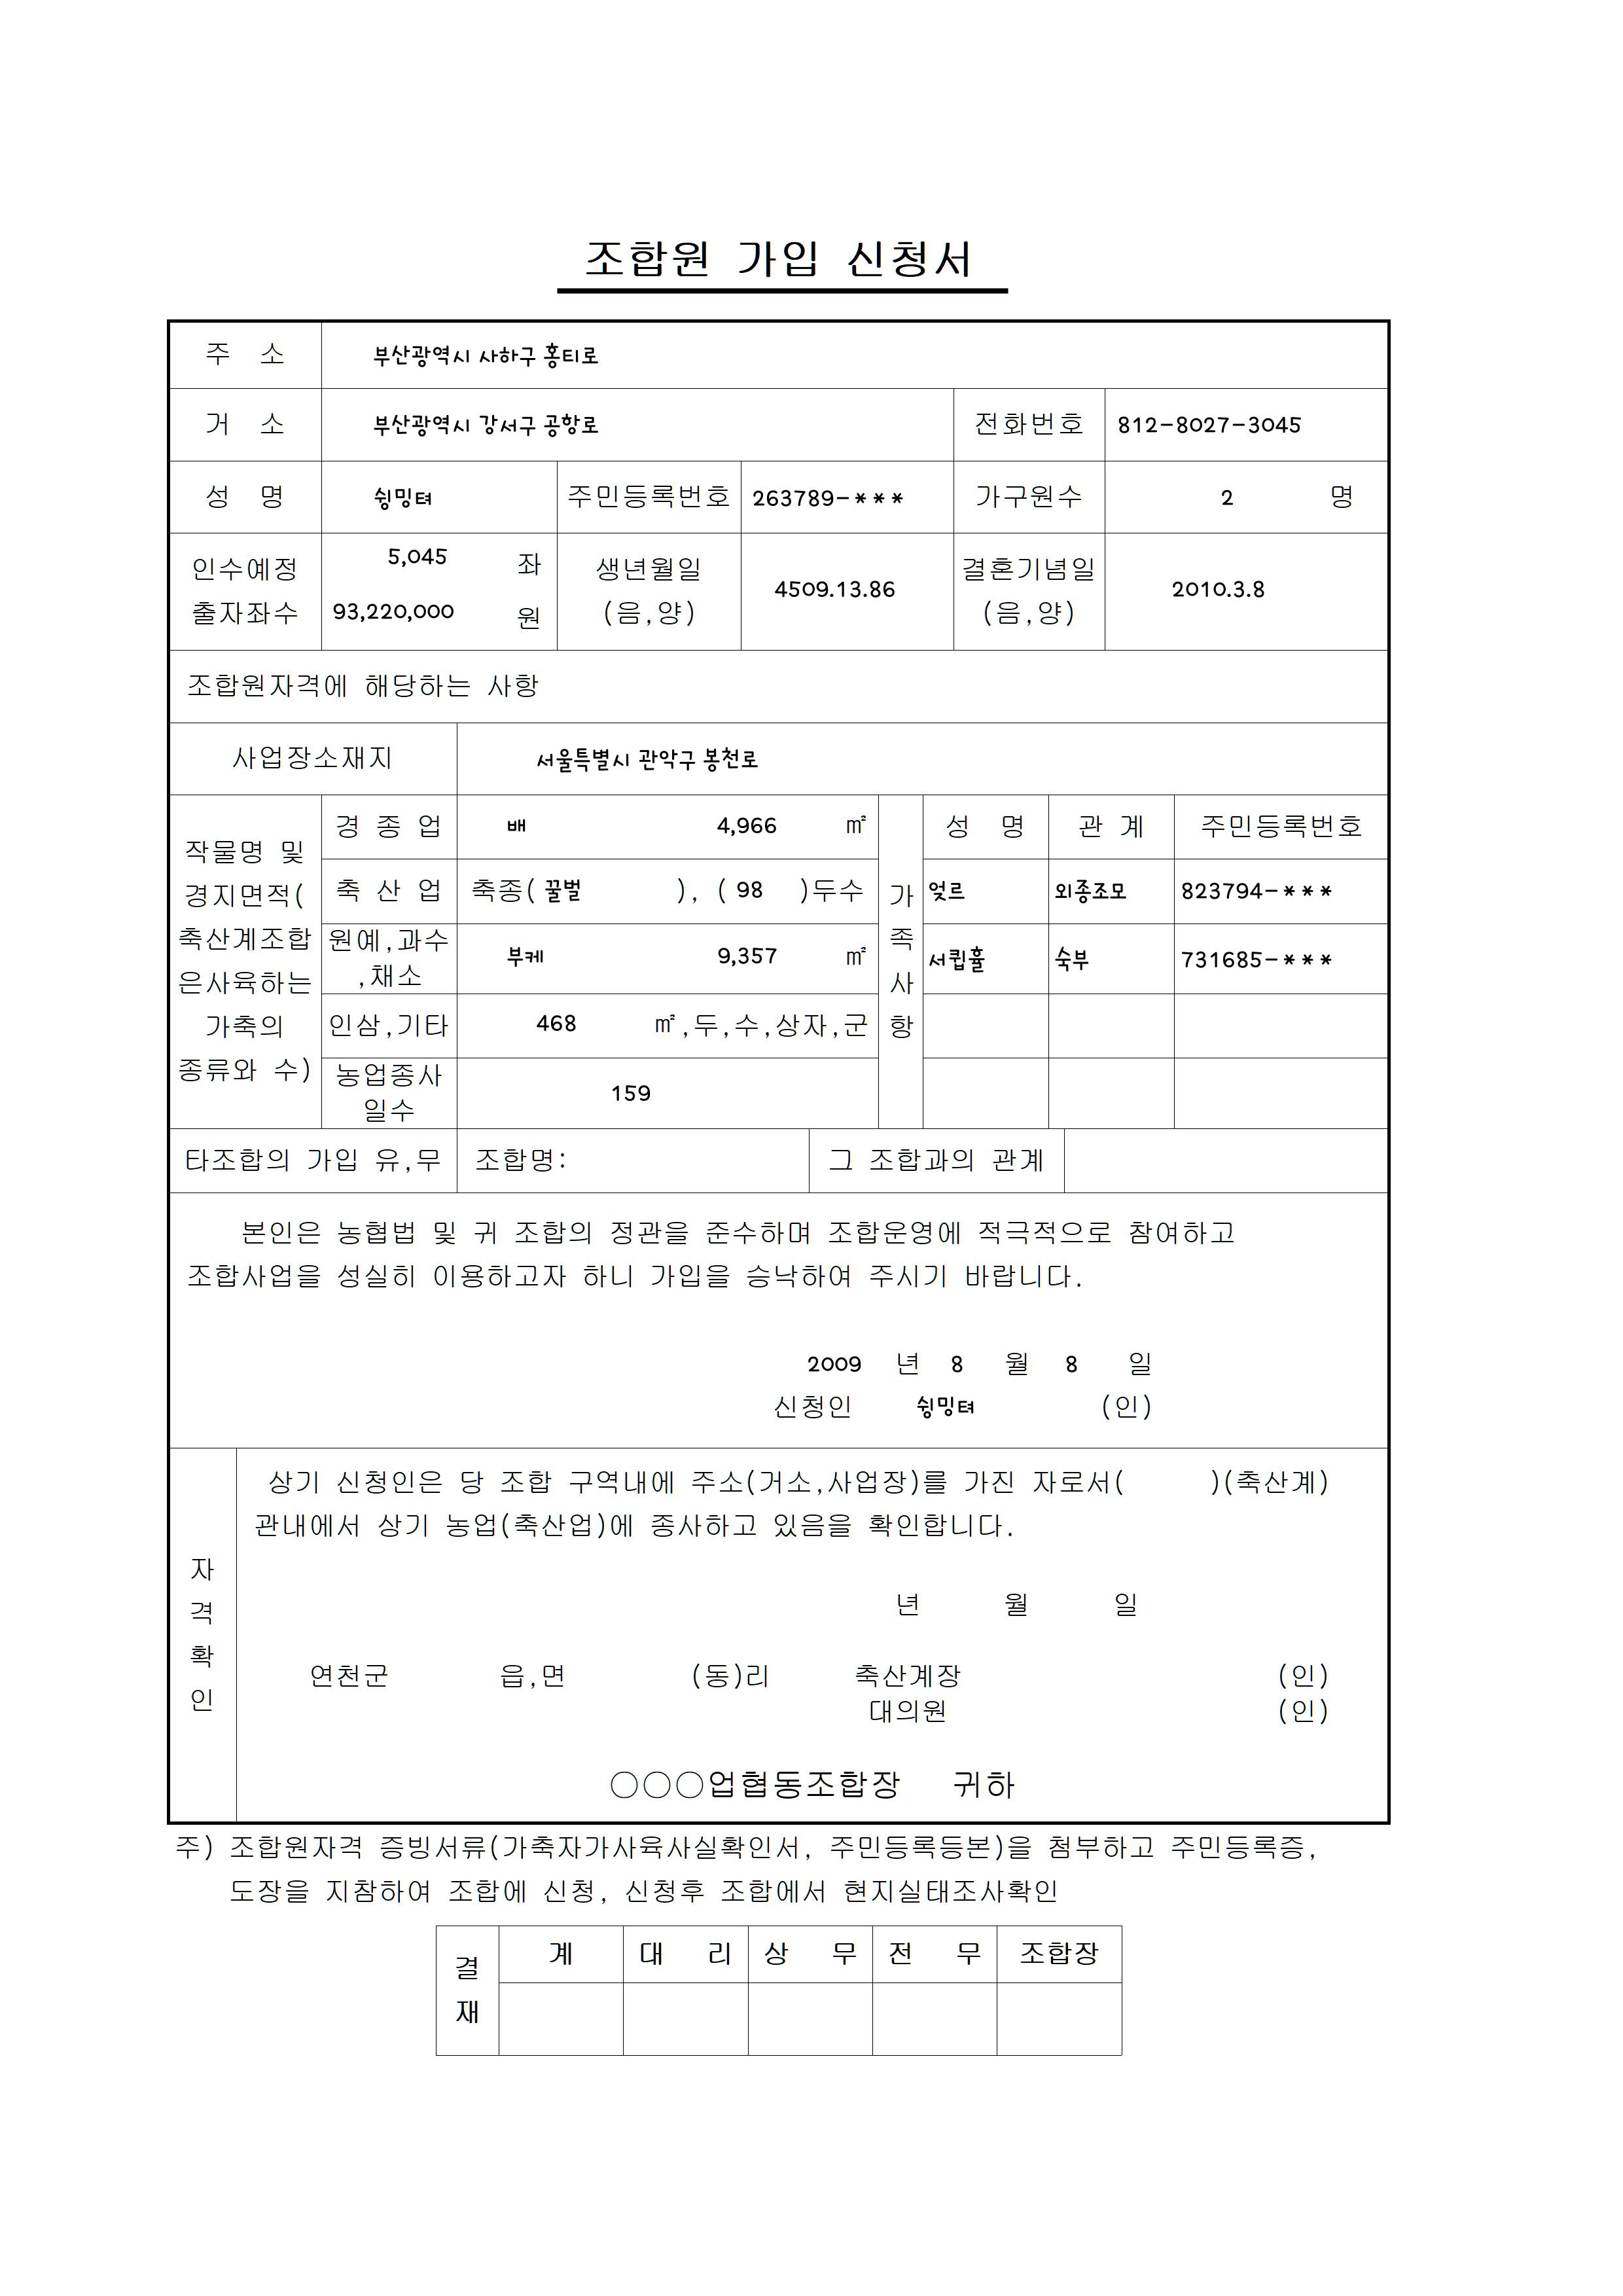 조합원 가입 신청서
주 소 부산광역시 사하구 홍티로
거 소 부산광역시 강서구 공항로 전화번호 812-8027-3045
성 명 슁밍텨 주민등록번호 263789-*** 가구원수 2 명
인수예정 출자좌수 5,045 좌 93,220,000 원 생년월일 (음,양) 4509.13.86 결혼기념일 (음,양) 2010.3.8
조합원자격에 해당하는 사항
사업장소재지 서울특별시 관악구 봉천로
작물명 및 경지면적(축산계조합은사육하는 가축의 종류와 수)
경 종 업 배 4,966 ㎡
축 산 업 축종( 꿀벌 ), ( 98 )두수
원예,과수,채소 부케 9,357 ㎡
인삼,기타 468 ㎡,두,수,상자,군
농업종사일수 159
가족사항
성 명 관 계 주민등록번호
엊르 외종조모 823794-***
서큅휼 숙부 731685-***
타조합의 가입 유,무 조합명: 그 조합과의 관계
본인은 농협법 및 귀 조합의 정관을 준수하며 조합운영에 적극적으로 참여하고
조합사업을 성실히 이용하고자 하니 가입을 승낙하여 주시기 바랍니다.
2009 년 8 월 8 일
신청인 슁밍텨 (인)
자격확인
상기 신청인은 당 조합 구역내에 주소(거소,사업장)를 가진 자로서( )(축산계)
관내에서 상기 농업(축산업)에 종사하고 있음을 확인합니다.
년 월 일
연천군 읍,면 (동)리 축산계장 (인)
대의원 (인)
○○○업협동조합장 귀하
주) 조합원자격 증빙서류(가축자가사육사실확인서, 주민등록등본)을 첨부하고 주민등록증,
도장을 지참하여 조합에 신청, 신청후 조합에서 현지실태조사확인
결재 계 대 리 상 무 전 무 조합장